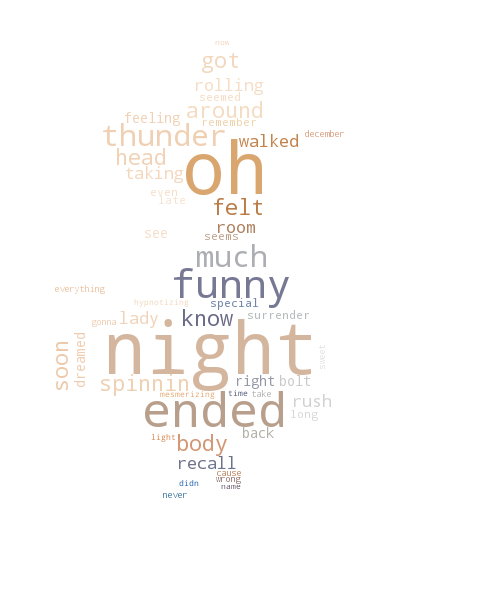 now
got
rolling
seemed
around
feeling
remember
thunder
december
walked
head
oh
taking
even
late
felt
room
see
seems
much
funny
everything
hypnotizing
special
gonna
lady
know
surrender
night
soon
dreamed
sweet
spinnin
right
bolt
mesmerizing
time
take
rush
ended
long
light
body
back
recall
cause
wrong
didn
name
never